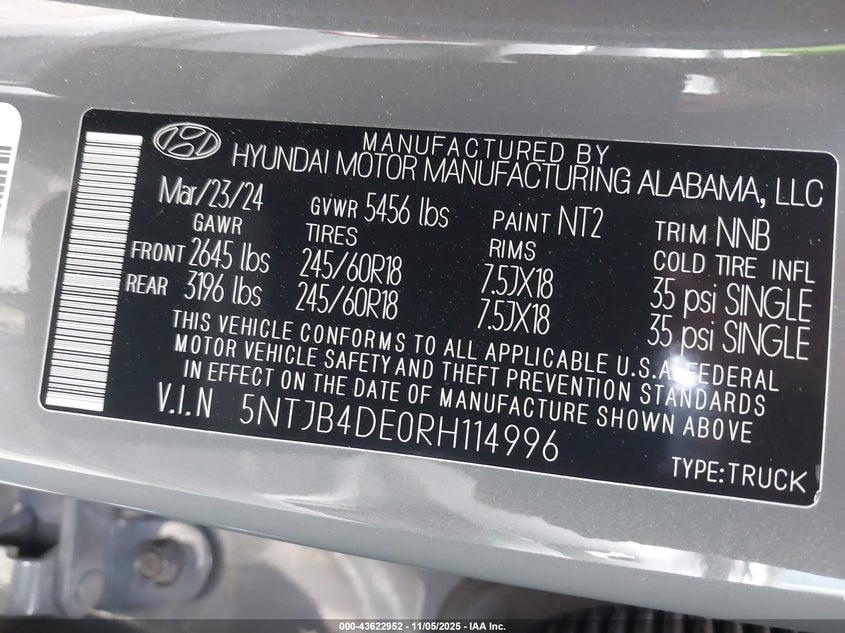 MANUFACTURED BY
HYUNDAI MOTOR MANUFACTURING ALABAMA, LLC
Mar/23/24 GVWR 5456 lbs PAINT NT2 TRIM NNB
GAWR TIRES RIMS COLD TIRE INFL
FRONT 2645 lbs 245/60R18 7.5JX18 35 psi SINGLE
REAR 3196 lbs 245/60R18 7.5JX18 35 psi SINGLE
THIS VEHICLE CONFORMS TO ALL APPLICABLE U.S.A. FEDERAL
MOTOR VEHICLE SAFETY AND THEFT PREVENTION STANDARDS
IN EFFECT ON THE DATE OF MANUFACTURE SHOWN ABOVE
V.I.N 5NTJB4DE0RH114996
TYPE:TRUCK
000-43622952 - 11/05/2025 - IAA Inc.